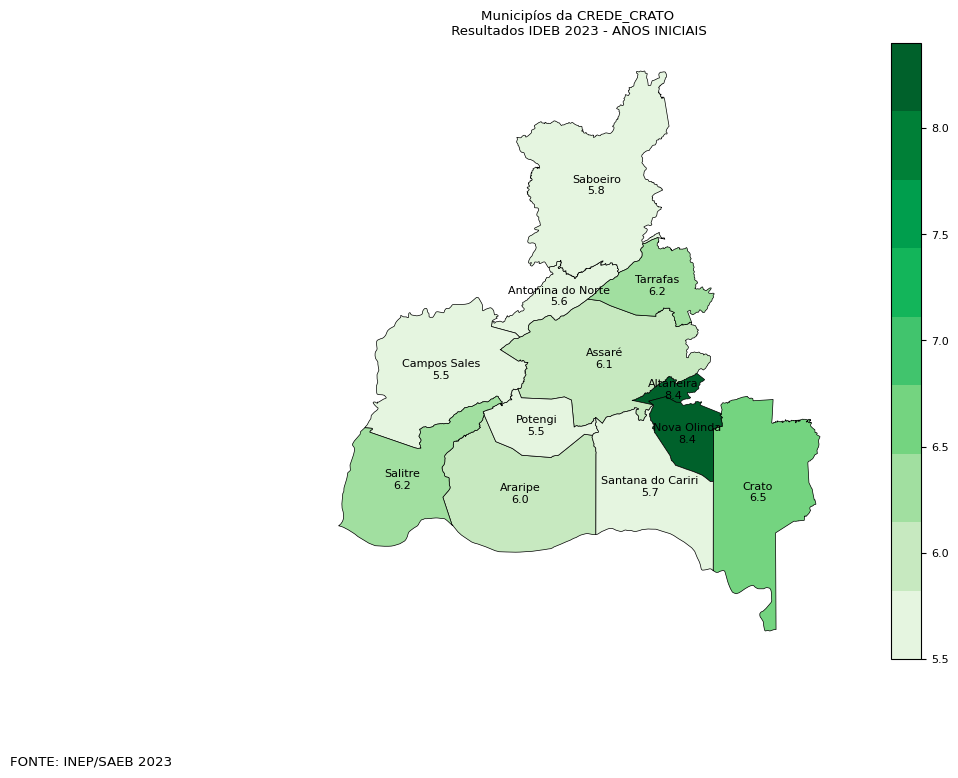 Municipíos da CREDE_CRATO
Resultados IDEB 2023 - ANOS INICIAIS
Saboeiro
5.8
Tarrafas
6.2
Antonina do Norte
5.6
Assaré
6.1
Campos Sales
5.5
Altaneira
8.4
Potengi
5.5
Nova Olinda
8.4
Salitre
6.2
Araripe
6.0
Santana do Cariri
5.7
Crato
6.5
8.0
7.5
7.0
6.5
6.0
5.5
FONTE: INEP/SAEB 2023